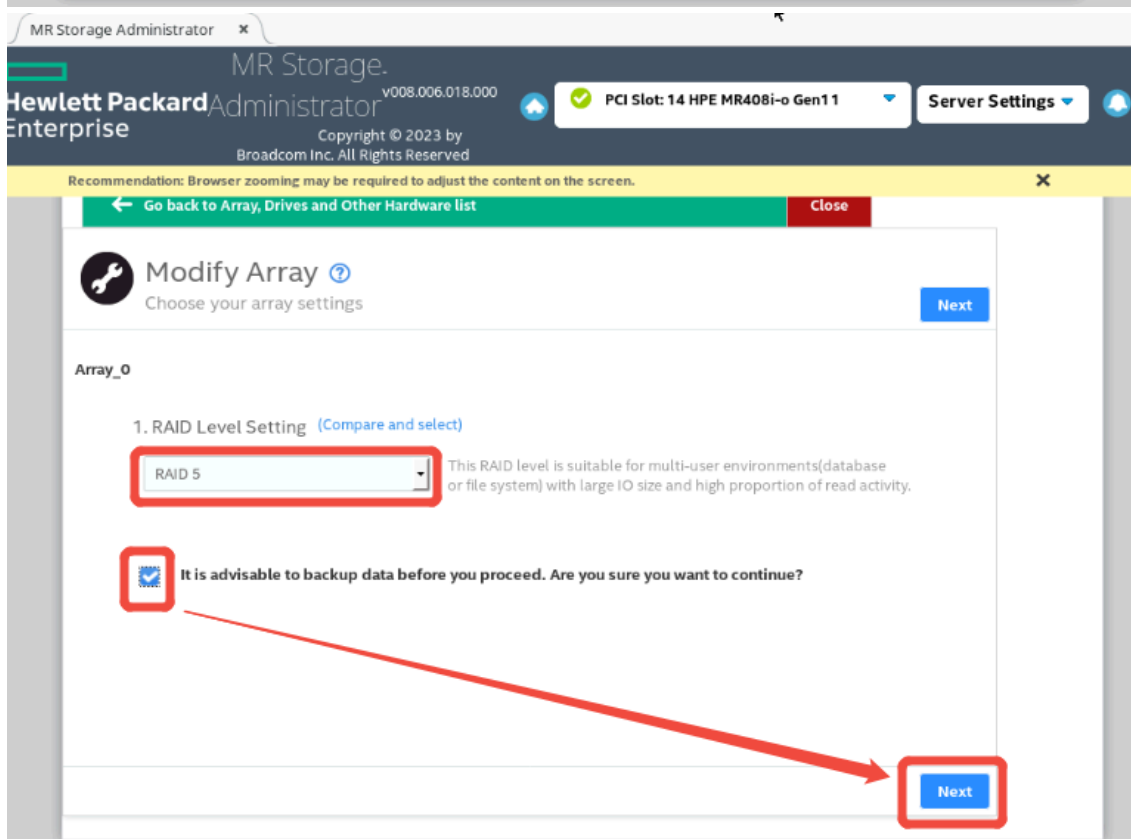 MR Storage Administrator ×
MR Storage
Administrator v008.006.018.000
Hewlett Packard
Enterprise
Copyright © 2023 by
Broadcom Inc. All Rights Reserved
PCI Slot: 14 HPE MR408i-o Gen11
Server Settings
Recommendation: Browser zooming may be required to adjust the content on the screen.
Go back to Array, Drives and Other Hardware list
Close
Modify Array ?
Choose your array settings
Next
Array_0
1. RAID Level Setting (Compare and select)
RAID 5
This RAID level is suitable for multi-user environments(database
or file system) with large IO size and high proportion of read activity.
It is advisable to backup data before you proceed. Are you sure you want to continue?
Next